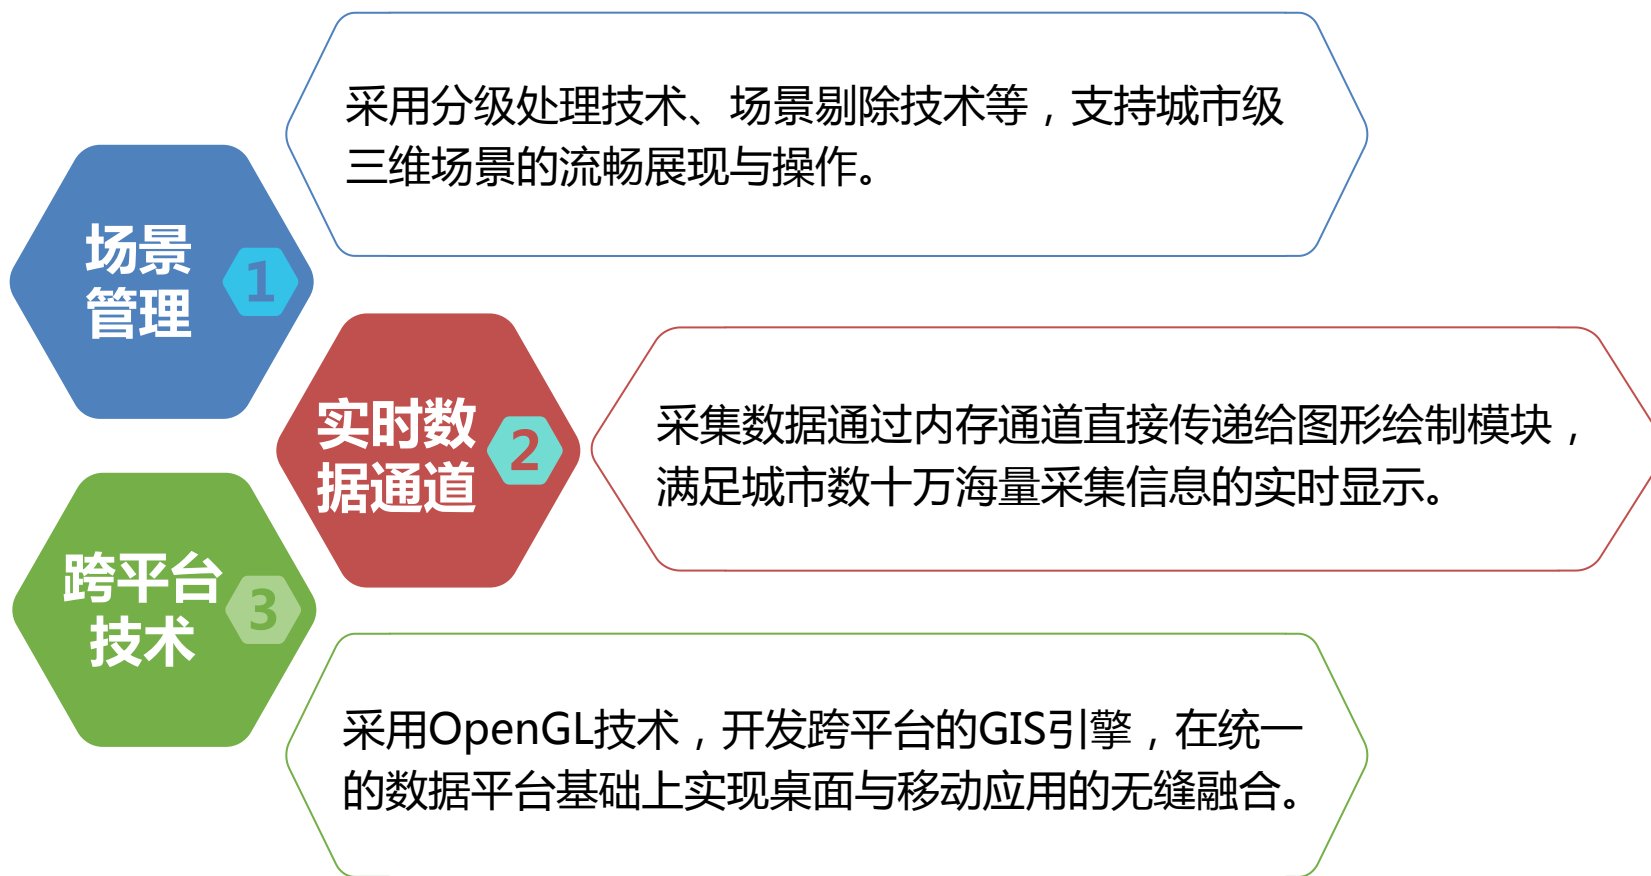 场景
管理
1
采用分级处理技术、场景剔除技术等，支持城市级
三维场景的流畅展现与操作。
实时数
据通道
2
采集数据通过内存通道直接传递给图形绘制模块，
满足城市数十万海量采集信息的实时显示。
跨平台
技术
3
采用OpenGL技术，开发跨平台的GIS引擎，在统一
的数据平台基础上实现桌面与移动应用的无缝融合。